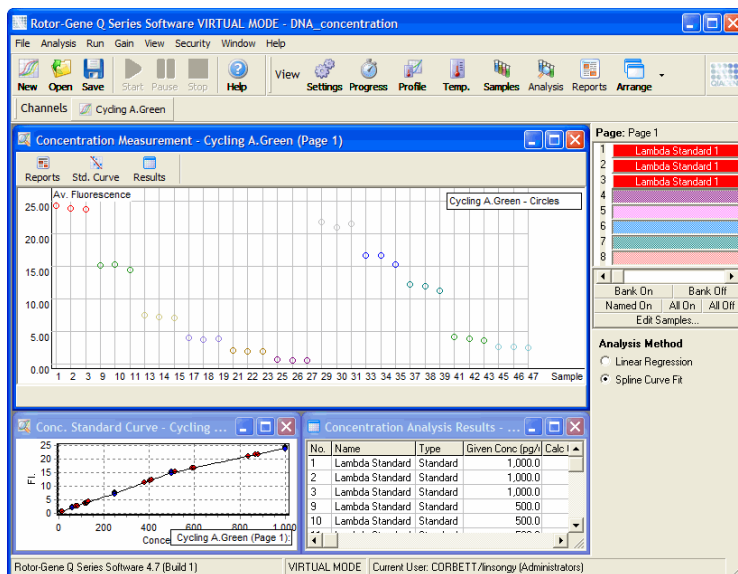 Rotor-Gene Q Series Software VIRTUAL MODE - DNA_concentration
File Analysis Run Gain View Security Window Help
New Open Save Start Pause Stop Help View Settings Progress Profile Temp. Samples Analysis Reports Arrange
Channels Cycling A.Green
Concentration Measurement - Cycling A.Green (Page 1)
Reports Std. Curve Results
Av. Fluorescence
Cycling A.Green - Circles
25.00
20.00
15.00
10.00
5.00
0.00
1 2 3 9 10 11 13 14 15 17 18 19 21 22 23 25 26 27 29 30 31 33 34 35 37 38 39 41 42 43 45 46 47 Sample
Page: Page 1
1 Lambda Standard 1
2 Lambda Standard 1
3 Lambda Standard 1
4
5
6
7
8
Bank On Bank Off
Named On All On All Off
Edit Samples...
Analysis Method
Linear Regression
Spline Curve Fit
Conc. Standard Curve - Cycling ...
Fl.
25
20
15
10
5
0
0 200 400 600 800 1,000
Cycling A.Green (Page 1):
Concentration Analysis Results - ...
No. Name Type Given Conc (pg/
1 Lambda Standard Standard 1,000.0
2 Lambda Standard Standard 1,000.0
3 Lambda Standard Standard 1,000.0
9 Lambda Standard Standard 500.0
10 Lambda Standard Standard 500.0
Rotor-Gene Q Series Software 4.7 (Build 1) VIRTUAL MODE Current User: CORBETT/linsongy (Administrators)